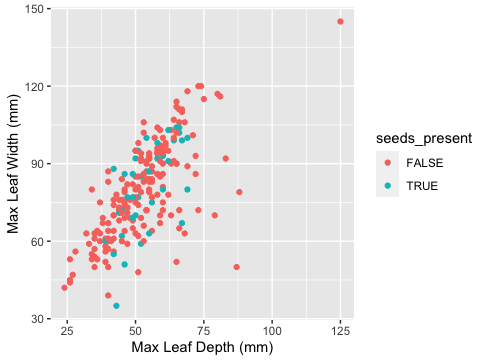 150
120
90
60
30
Max Leaf Width (mm)
25
50
75
100
125
Max Leaf Depth (mm)
seeds_present
FALSE
TRUE